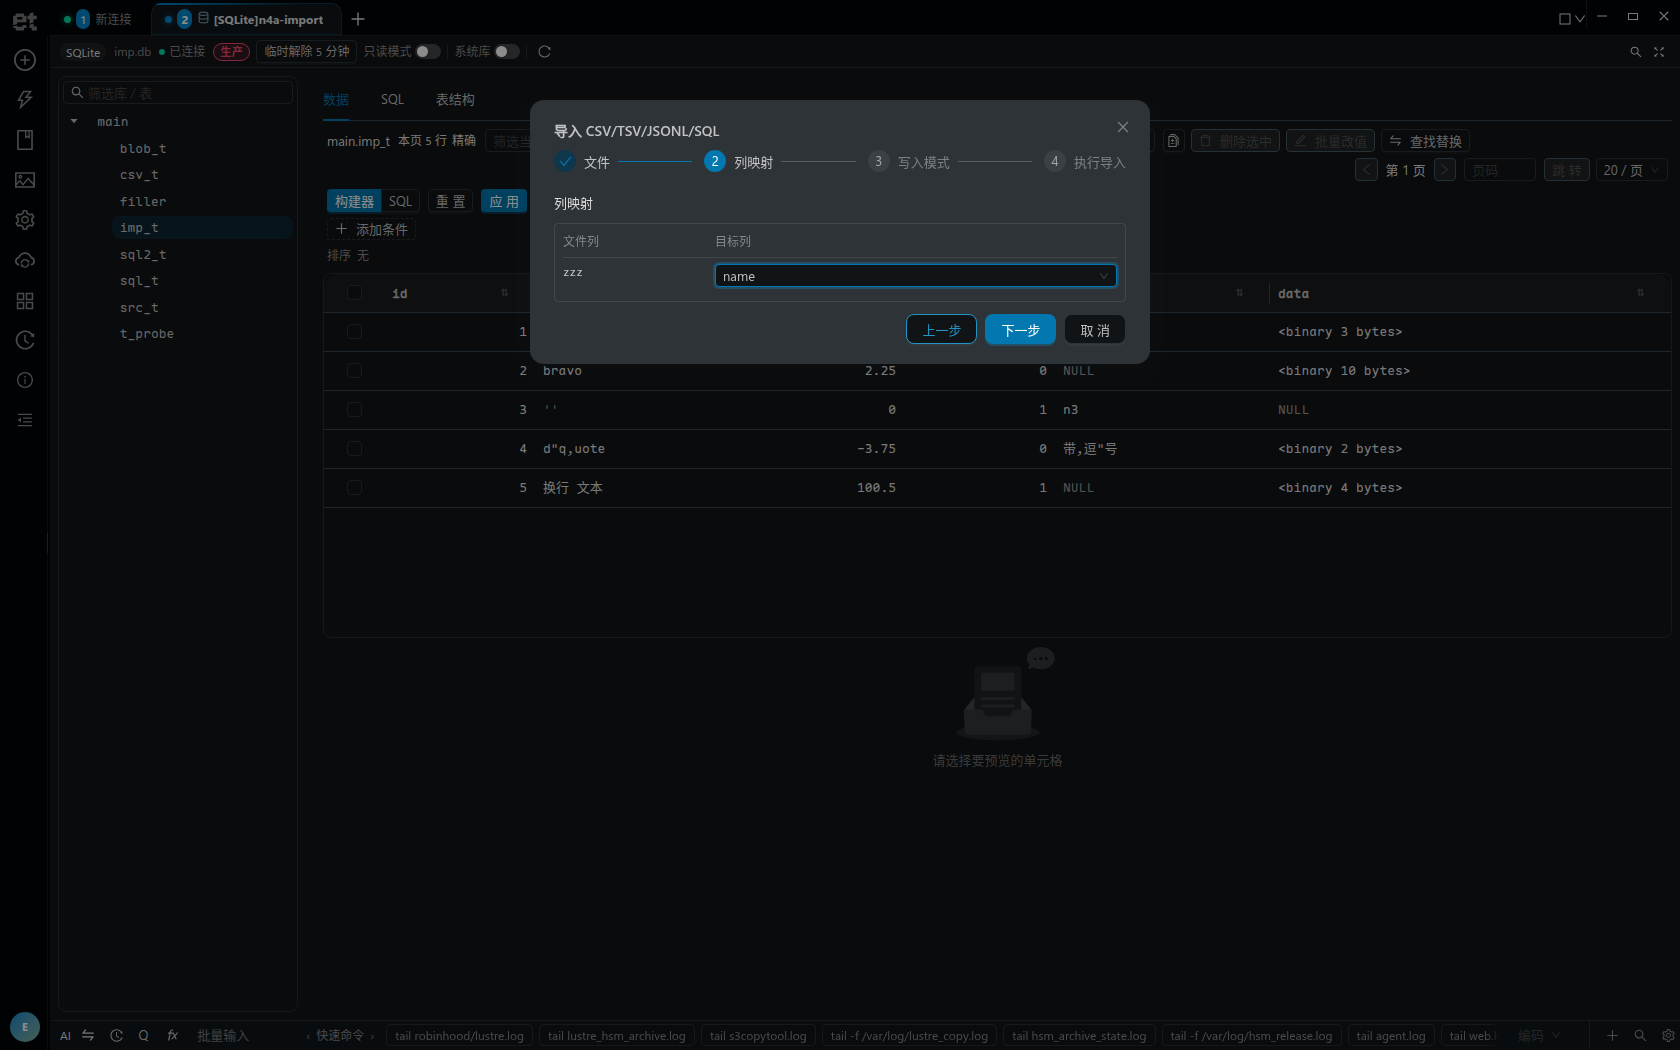 et
1 新连接
2 [SQLite]n4a-import
SQLite imp.db 已连接 生产 临时解除 5 分钟 只读模式 系统库
筛选库 / 表
main
blob_t
csv_t
filler
imp_t
sql2_t
sql_t
src_t
t_probe
数据 SQL 表结构
main.imp_t 本页 5 行 精确 筛选当
删除选中 批量改值 查找替换
第 1 页 页码 跳 转 20 / 页
构建器 SQL 重 置 应 用
添加条件
排序 无
导入 CSV/TSV/JSONL/SQL
文件 2 列映射 3 写入模式 4 执行导入
列映射
文件列 目标列
zzz name
上一步 下一步 取 消
id data
1 <binary 3 bytes>
2 bravo 2.25 0 NULL <binary 10 bytes>
3 '' 0 1 n3 NULL
4 d"q,uote -3.75 0 带,逗"号 <binary 2 bytes>
5 换行 文本 100.5 1 NULL <binary 4 bytes>
请选择要预览的单元格
E
AI Q fx 批量输入 ‹ 快速命令 › tail robinhood/lustre.log tail lustre_hsm_archive.log tail s3copytool.log tail -f /var/log/lustre_copy.log tail hsm_archive_state.log tail -f /var/log/hsm_release.log tail agent.log tail web.l 编码